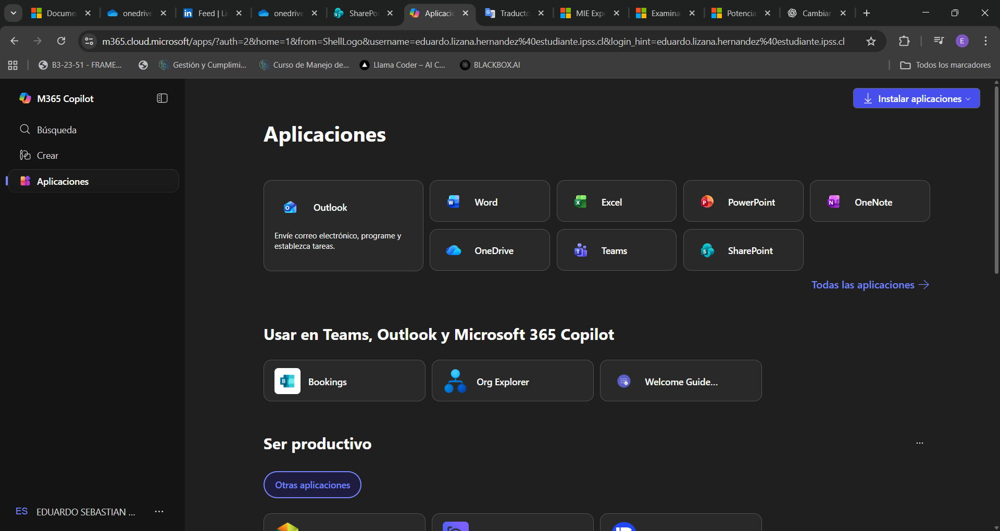 Docume
onedrive
Feed | Li
onedrive
SharePoi
Aplicacio
Traducto
MIE Expe
Examina
Potencia
Cambiar
m365.cloud.microsoft/apps/?auth=2&home=1&from=ShellLogo&username=eduardo.lizana.hernandez%40estudiante.ipss.cl&login_hint=eduardo.lizana.hernandez%40estudiante.ipss.cl
E
B3-23-51 - FRAME...
Gestión y Cumplimi...
Curso de Manejo de...
Llama Coder – AI C...
BLACKBOX.AI
Todos los marcadores
M365 Copilot
Instalar aplicaciones
Búsqueda
Crear
Aplicaciones
Aplicaciones
Outlook
Envíe correo electrónico, programe y
establezca tareas.
Word
Excel
PowerPoint
OneNote
OneDrive
Teams
SharePoint
Todas las aplicaciones
Usar en Teams, Outlook y Microsoft 365 Copilot
Bookings
Org Explorer
Welcome Guide...
Ser productivo
...
Otras aplicaciones
ES EDUARDO SEBASTIAN ...
...